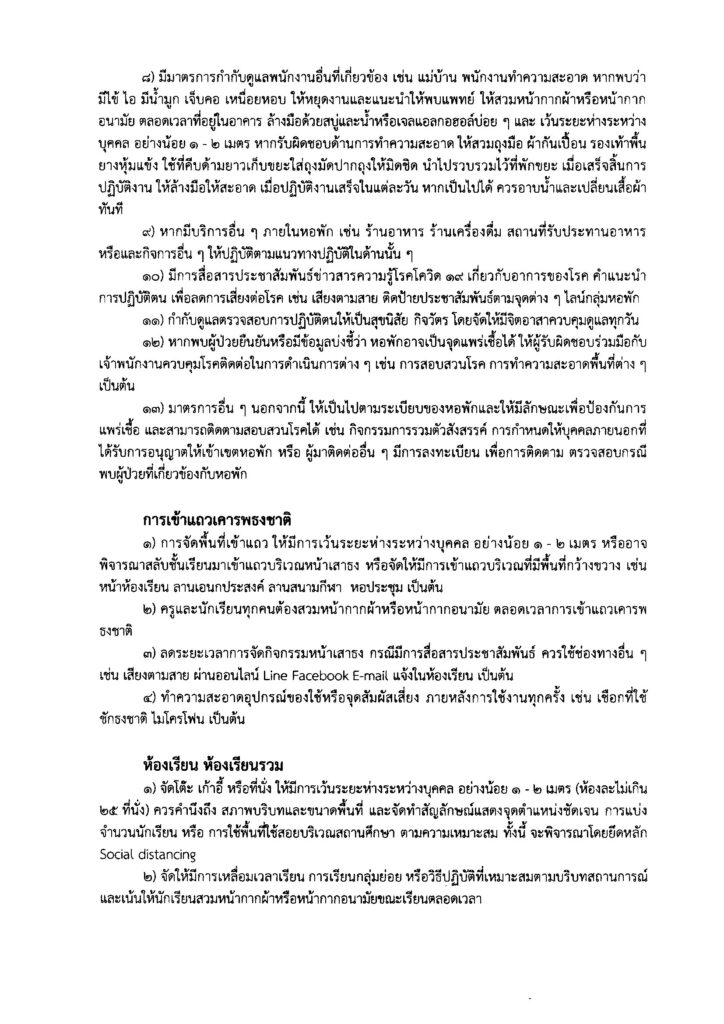 ๘) มีมาตรการกำกับดูแลพนักงานอื่นที่เกี่ยวข้อง เช่น แม่บ้าน พนักงานทำความสะอาด หากพบว่า
มีไข้ ไอ มีน้ำมูก เจ็บคอ เหนื่อยหอบ ให้หยุดงานและแนะนำให้พบแพทย์ ให้สวมหน้ากากผ้าหรือหน้ากาก
อนามัย ตลอดเวลาที่อยู่ในอาคาร ล้างมือด้วยสบู่และน้ำหรือเจลแอลกอฮอล์บ่อย ๆ และ เว้นระยะห่างระหว่าง
บุคคล อย่างน้อย ๑ - ๒ เมตร หากรับผิดชอบด้านการทำความสะอาด ให้สวมถุงมือ ผ้ากันเปื้อน รองเท้าพื้น
ยางหุ้มแข้ง ใช้ที่คีบด้ามยาวเก็บขยะใส่ถุงมัดปากถุงให้มิดชิด นำไปรวบรวมไว้ที่พักขยะ เมื่อเสร็จสิ้นการ
ปฏิบัติงาน ให้ล้างมือให้สะอาด เมื่อปฏิบัติงานเสร็จในแต่ละวัน หากเป็นไปได้ ควรอาบน้ำและเปลี่ยนเสื้อผ้า
ทันที
๙) หากมีบริการอื่น ๆ ภายในหอพัก เช่น ร้านอาหาร ร้านเครื่องดื่ม สถานที่รับประทานอาหาร
หรือและกิจการอื่น ๆ ให้ปฏิบัติตามแนวทางปฏิบัติในด้านนั้น ๆ
๑๐) มีการสื่อสารประชาสัมพันธ์ข่าวสารความรู้โรคโควิด ๑๙ เกี่ยวกับอาการของโรค คำแนะนำ
การปฏิบัติตน เพื่อลดการเสี่ยงต่อโรค เช่น เสียงตามสาย ติดป้ายประชาสัมพันธ์ตามจุดต่าง ๆ ไลน์กลุ่มหอพัก
๑๑) กำกับดูแลตรวจสอบการปฏิบัติตนให้เป็นสุขนิสัย กิจวัตร โดยจัดให้มีจิตอาสาควบคุมดูแลทุกวัน
๑๒) หากพบผู้ป่วยยืนยันหรือมีข้อมูลบ่งชี้ว่า หอพักอาจเป็นจุดแพร่เชื้อได้ ให้ผู้รับผิดชอบร่วมมือกับ
เจ้าพนักงานควบคุมโรคติดต่อในการดำเนินการต่าง ๆ เช่น การสอบสวนโรค การทำความสะอาดพื้นที่ต่าง ๆ
เป็นต้น
๑๓) มาตรการอื่น ๆ นอกจากนี้ ให้เป็นไปตามระเบียบของหอพักและให้มีลักษณะเพื่อป้องกันการ
แพร่เชื้อ และสามารถติดตามสอบสวนโรคได้ เช่น กิจกรรมการรวมตัวสังสรรค์ การกำหนดให้บุคคลภายนอกที่
ได้รับการอนุญาตให้เข้าเขตหอพัก หรือ ผู้มาติดต่ออื่น ๆ มีการลงทะเบียน เพื่อการติดตาม ตรวจสอบกรณี
พบผู้ป่วยที่เกี่ยวข้องกับหอพัก
การเข้าแถวเคารพธงชาติ
๑) การจัดพื้นที่เข้าแถว ให้มีการเว้นระยะห่างระหว่างบุคคล อย่างน้อย ๑ - ๒ เมตร หรืออาจ
พิจารณาสลับชั้นเรียนมาเข้าแถวบริเวณหน้าเสาธง หรือจัดให้มีการเข้าแถวบริเวณที่มีพื้นที่กว้างขวาง เช่น
หน้าห้องเรียน ลานเอนกประสงค์ ลานสนามกีฬา หอประชุม เป็นต้น
๒) ครูและนักเรียนทุกคนต้องสวมหน้ากากผ้าหรือหน้ากากอนามัย ตลอดเวลาการเข้าแถวเคารพ
ธงชาติ
๓) ลดระยะเวลาการจัดกิจกรรมหน้าเสาธง กรณีมีการสื่อสารประชาสัมพันธ์ ควรใช้ช่องทางอื่น ๆ
เช่น เสียงตามสาย ผ่านออนไลน์ Line Facebook E-mail แจ้งในห้องเรียน เป็นต้น
๔) ทำความสะอาดอุปกรณ์ของใช้หรือจุดสัมผัสเสี่ยง ภายหลังการใช้งานทุกครั้ง เช่น เชือกที่ใช้
ชักธงชาติ ไมโครโฟน เป็นต้น
ห้องเรียน ห้องเรียนรวม
๑) จัดโต๊ะ เก้าอี้ หรือที่นั่ง ให้มีการเว้นระยะห่างระหว่างบุคคล อย่างน้อย ๑ - ๒ เมตร (ห้องละไม่เกิน
๒๕ ที่นั่ง) ควรคำนึงถึง สภาพบริบทและขนาดพื้นที่ และจัดทำสัญลักษณ์แสดงจุดตำแหน่งชัดเจน การแบ่ง
จำนวนนักเรียน หรือ การใช้พื้นที่ใช้สอยบริเวณสถานศึกษา ตามความเหมาะสม ทั้งนี้ จะพิจารณาโดยยึดหลัก
Social distancing
๒) จัดให้มีการเหลื่อมเวลาเรียน การเรียนกลุ่มย่อย หรือวิธีปฏิบัติที่เหมาะสมตามบริบทสถานการณ์
และเน้นให้นักเรียนสวมหน้ากากผ้าหรือหน้ากากอนามัยขณะเรียนตลอดเวลา